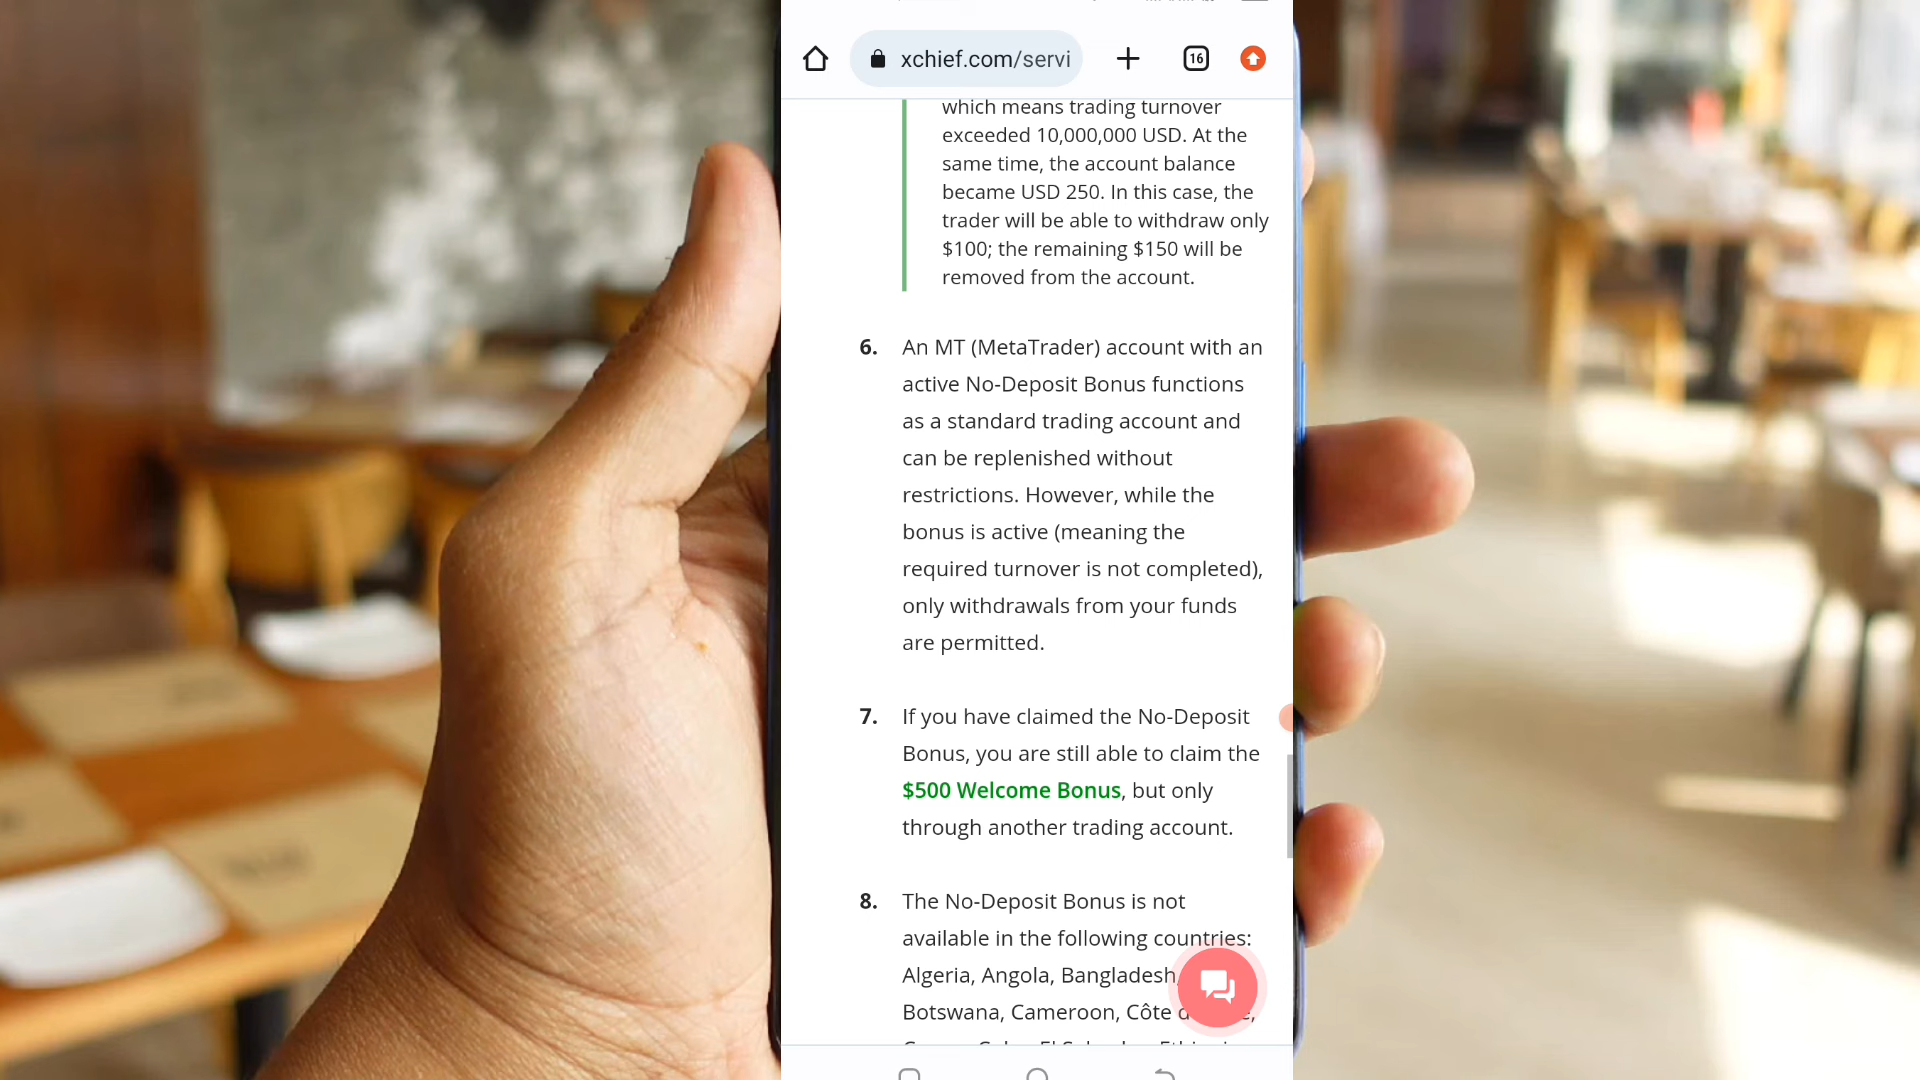 xchief.com/servi
16
which means trading turnover
exceeded 10,000,000 USD. At the
same time, the account balance
became USD 250. In this case, the
trader will be able to withdraw only
$100; the remaining $150 will be
removed from the account.
6. An MT (MetaTrader) account with an
active No-Deposit Bonus functions
as a standard trading account and
can be replenished without
restrictions. However, while the
bonus is active (meaning the
required turnover is not completed),
only withdrawals from your funds
are permitted.
7. If you have claimed the No-Deposit
Bonus, you are still able to claim the
$500 Welcome Bonus, but only
through another trading account.
8. The No-Deposit Bonus is not
available in the following countries:
Algeria, Angola, Bangladesh,
Botswana, Cameroon, Côte